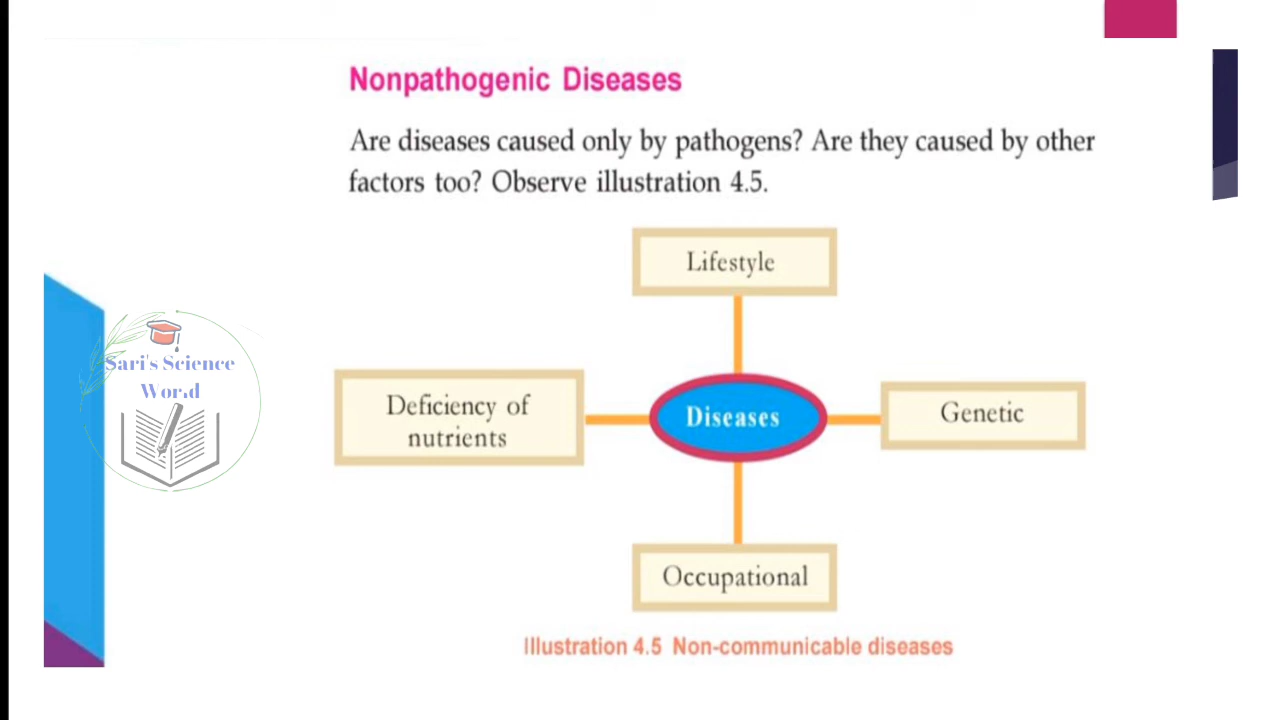 Nonpathogenic Diseases
Are diseases caused only by pathogens? Are they caused by other
factors too? Observe illustration 4.5.
Lifestyle
Sari's Science
World
Deficiency of
nutrients
Diseases
Genetic
Occupational
Illustration 4.5 Non-communicable diseases